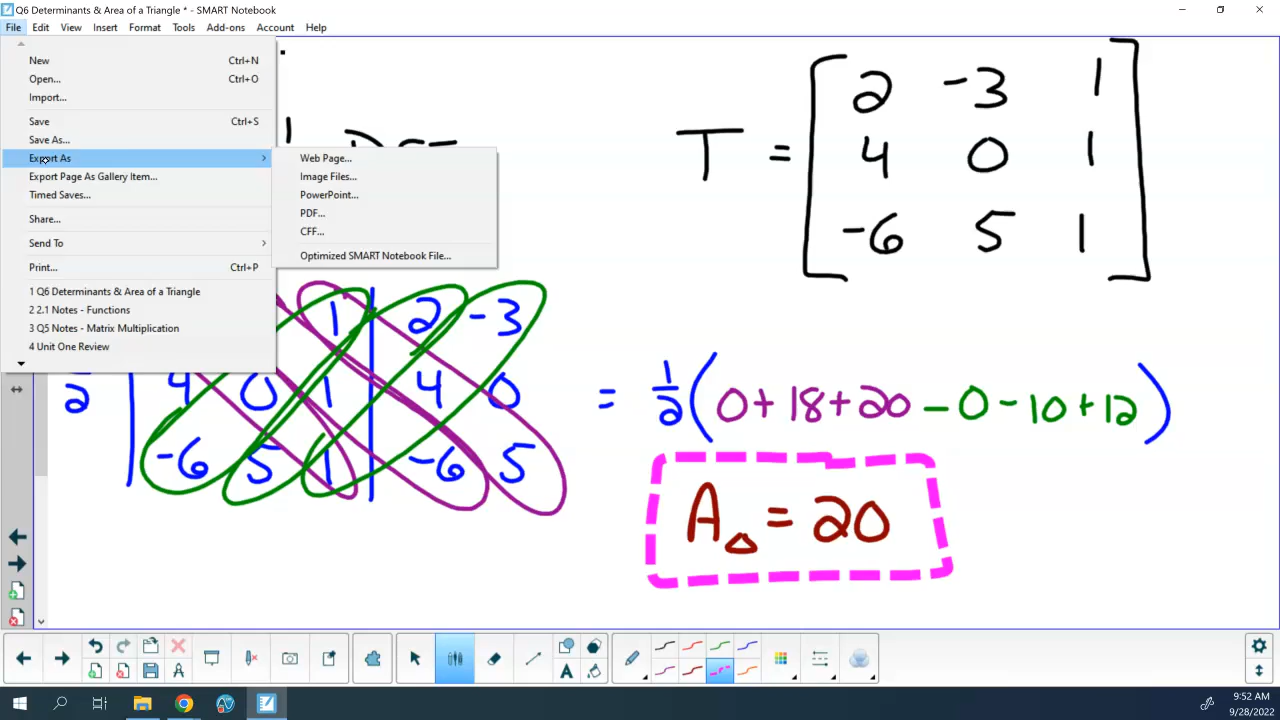 Q6 Determinants & Area of a Triangle * - SMART Notebook
File Edit View Insert Format Tools Add-ons Account Help
New Ctrl+N
Open... Ctrl+O
Import...
Save Ctrl+S
Save As...
Export As
Export Page As Gallery Item...
Timed Saves...
Share...
Send To
Print... Ctrl+P
1 Q6 Determinants & Area of a Triangle
2 2.1 Notes - Functions
3 Q5 Notes - Matrix Multiplication
4 Unit One Review
Web Page...
Image Files...
PowerPoint...
PDF...
CFF...
Optimized SMART Notebook File...
T = [ 2 -3 1
4 0 1
-6 5 1 ]
1 | 2 -3
2 | 4 0 1 | 4 0
-6 5 1 | -6 5
= 1/2 ( 0 + 18 + 20 - 0 - 10 + 12 )
A△ = 20
9:52 AM
9/28/2022